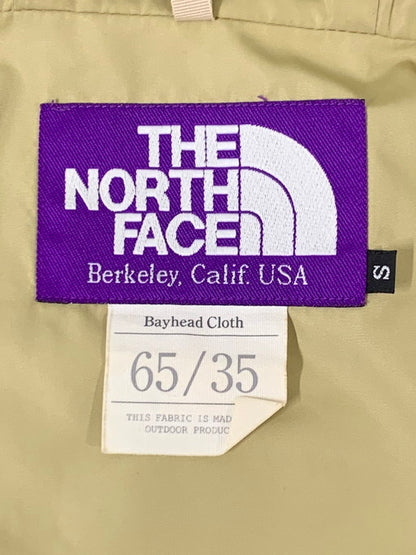 THE
NORTH
FACE
Berkeley, Calif. USA
S
Bayhead Cloth
65/35
THIS FABRIC IS MAD
OUTDOOR PRODUC